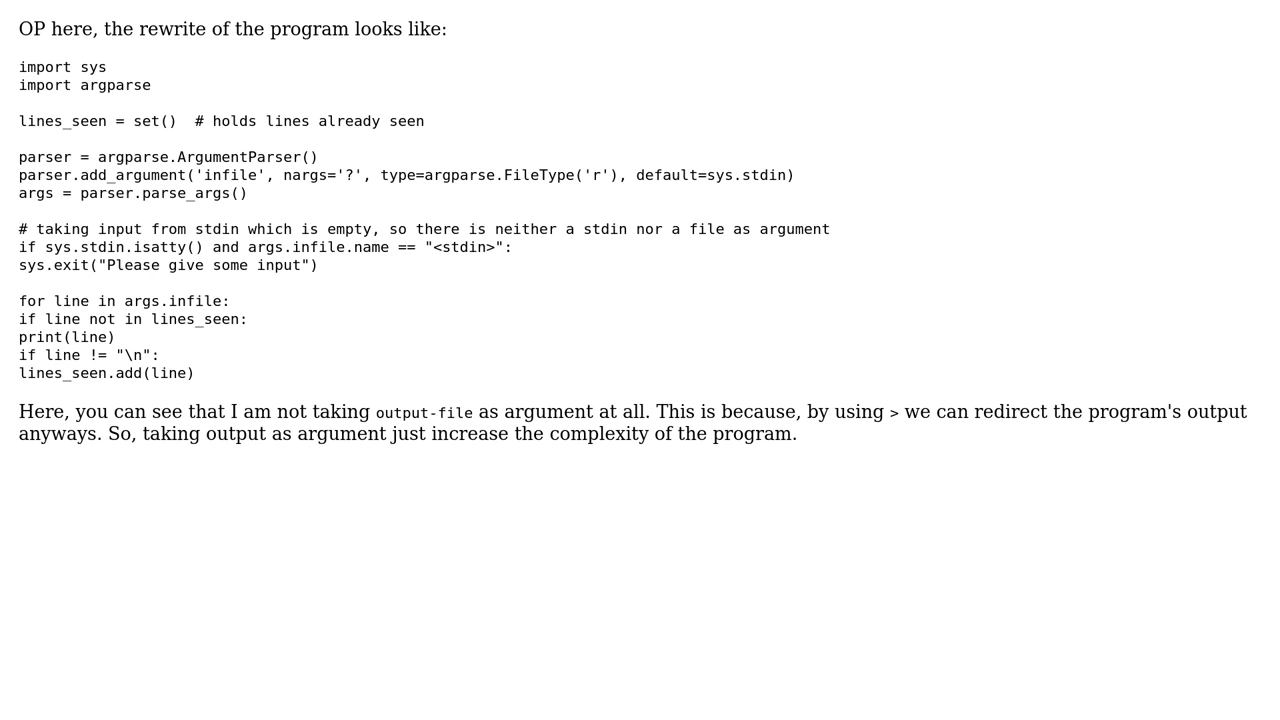 OP here, the rewrite of the program looks like:
import sys
import argparse
lines_seen = set()  # holds lines already seen
parser = argparse.ArgumentParser()
parser.add_argument('infile', nargs='?', type=argparse.FileType('r'), default=sys.stdin)
args = parser.parse_args()
# taking input from stdin which is empty, so there is neither a stdin nor a file as argument
if sys.stdin.isatty() and args.infile.name == "<stdin>":
sys.exit("Please give some input")
for line in args.infile:
if line not in lines_seen:
print(line)
if line != "\n":
lines_seen.add(line)
Here, you can see that I am not taking output-file as argument at all. This is because, by using > we can redirect the program's output
anyways. So, taking output as argument just increase the complexity of the program.